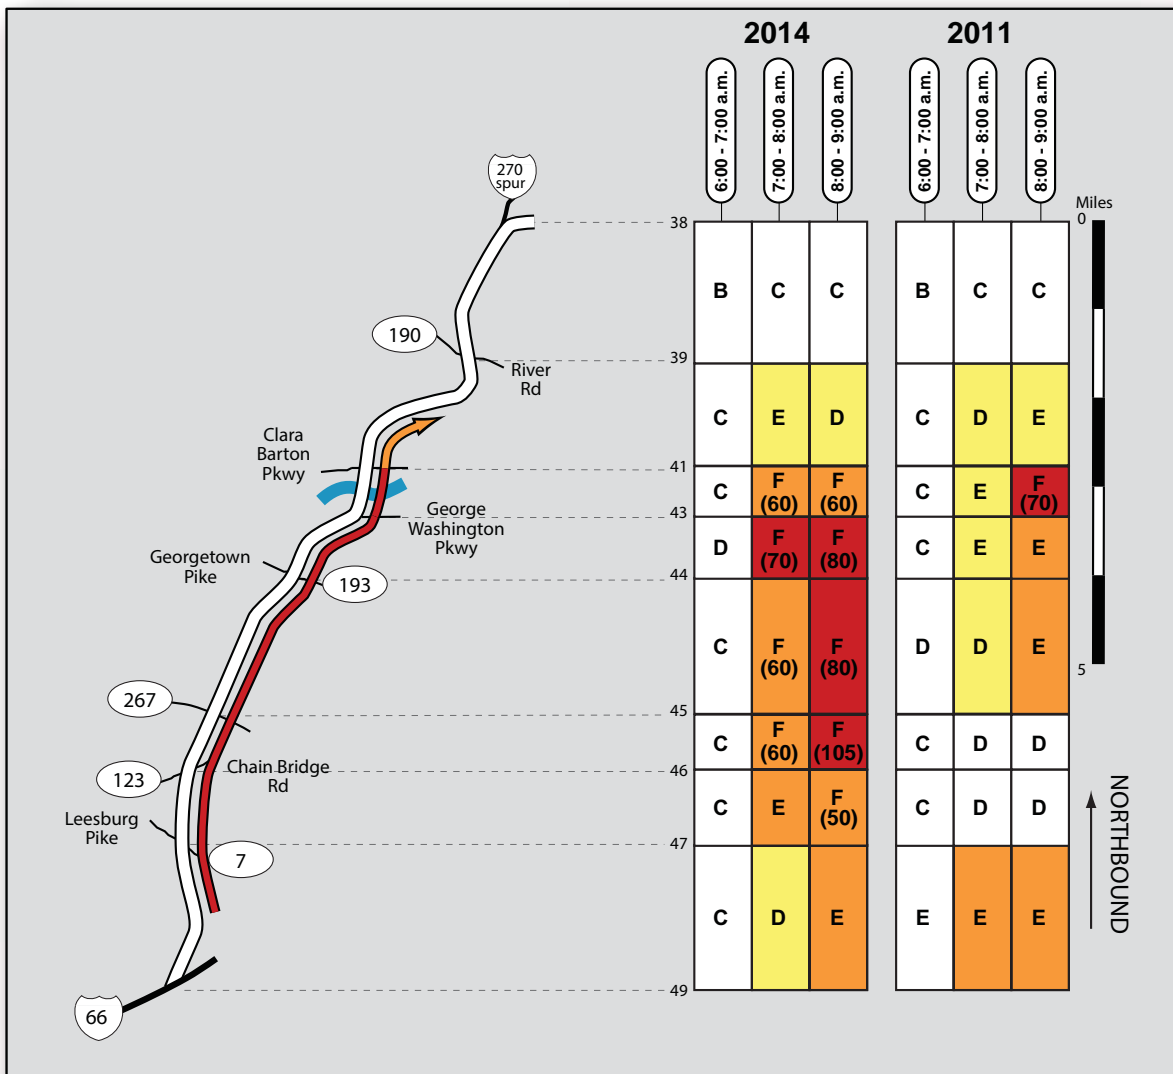 2014
2011
6:00 - 7:00 a.m.
7:00 - 8:00 a.m.
8:00 - 9:00 a.m.
6:00 - 7:00 a.m.
7:00 - 8:00 a.m.
8:00 - 9:00 a.m.
Miles
0
5
270
spur
190
River
Rd
Clara
Barton
Pkwy
George
Washington
Pkwy
Georgetown
Pike
193
267
123
Chain Bridge
Rd
Leesburg
Pike
7
66
38
B C C B C C
39
C E D C D E
41
C F (60) F (60) C E F (70)
43
D F (70) F (80) C E E
44
C F (60) F (80) D D E
45
C F (60) F (105) C D D
46
C E F (50) C D D
47
C D E E E E
49
NORTHBOUND